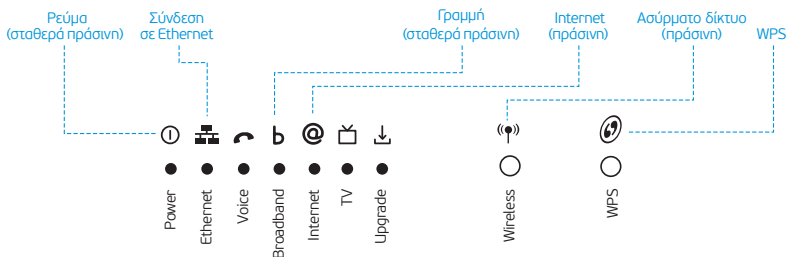 Ρεύμα
(σταθερά πράσινη)
Σύνδεση
σε Ethernet
Γραμμή
(σταθερά πράσινη)
Internet
(πράσινη)
Ασύρματο δίκτυο
(πράσινη)
WPS
Power
Ethernet
Voice
Broadband
Internet
TV
Upgrade
Wireless
WPS